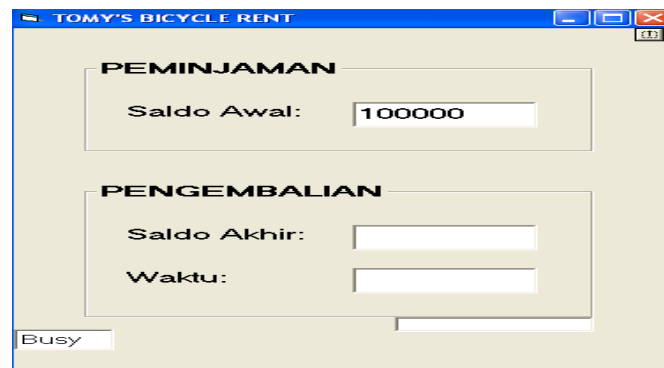 TOMY'S BICYCLE RENT
PEMINJAMAN
Saldo Awal: 100000
PENGEMBALIAN
Saldo Akhir:
Waktu:
Busy